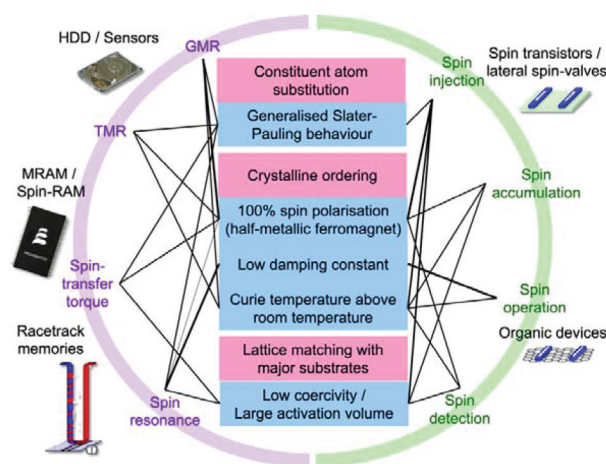 HDD / Sensors
GMR
TMR
MRAM /
Spin-RAM
Spin-
transfer
torque
Racetrack
memories
Spin
resonance
Constituent atom
substitution
Generalised Slater-
Pauling behaviour
Crystalline ordering
100% spin polarisation
(half-metallic ferromagnet)
Low damping constant
Curie temperature above
room temperature
Lattice matching with
major substrates
Low coercivity /
Large activation volume
Spin
injection
Spin transistors /
lateral spin-valves
Spin
accumulation
Spin
operation
Organic devices
Spin
detection